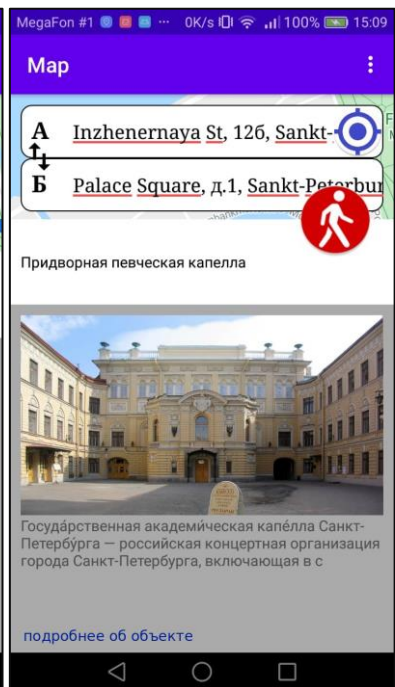 MegaFon #1 ... 0K/s 100% 15:09
Map
А Inzhenernaya St, 12б, Sankt-
Б Palace Square, д.1, Sankt-Peterbur
Придворная певческая капелла
Госуда́рственная академи́ческая капе́лла Санкт-
Петербу́рга — российская концертная организация
города Санкт-Петербурга, включающая в с
подробнее об объекте